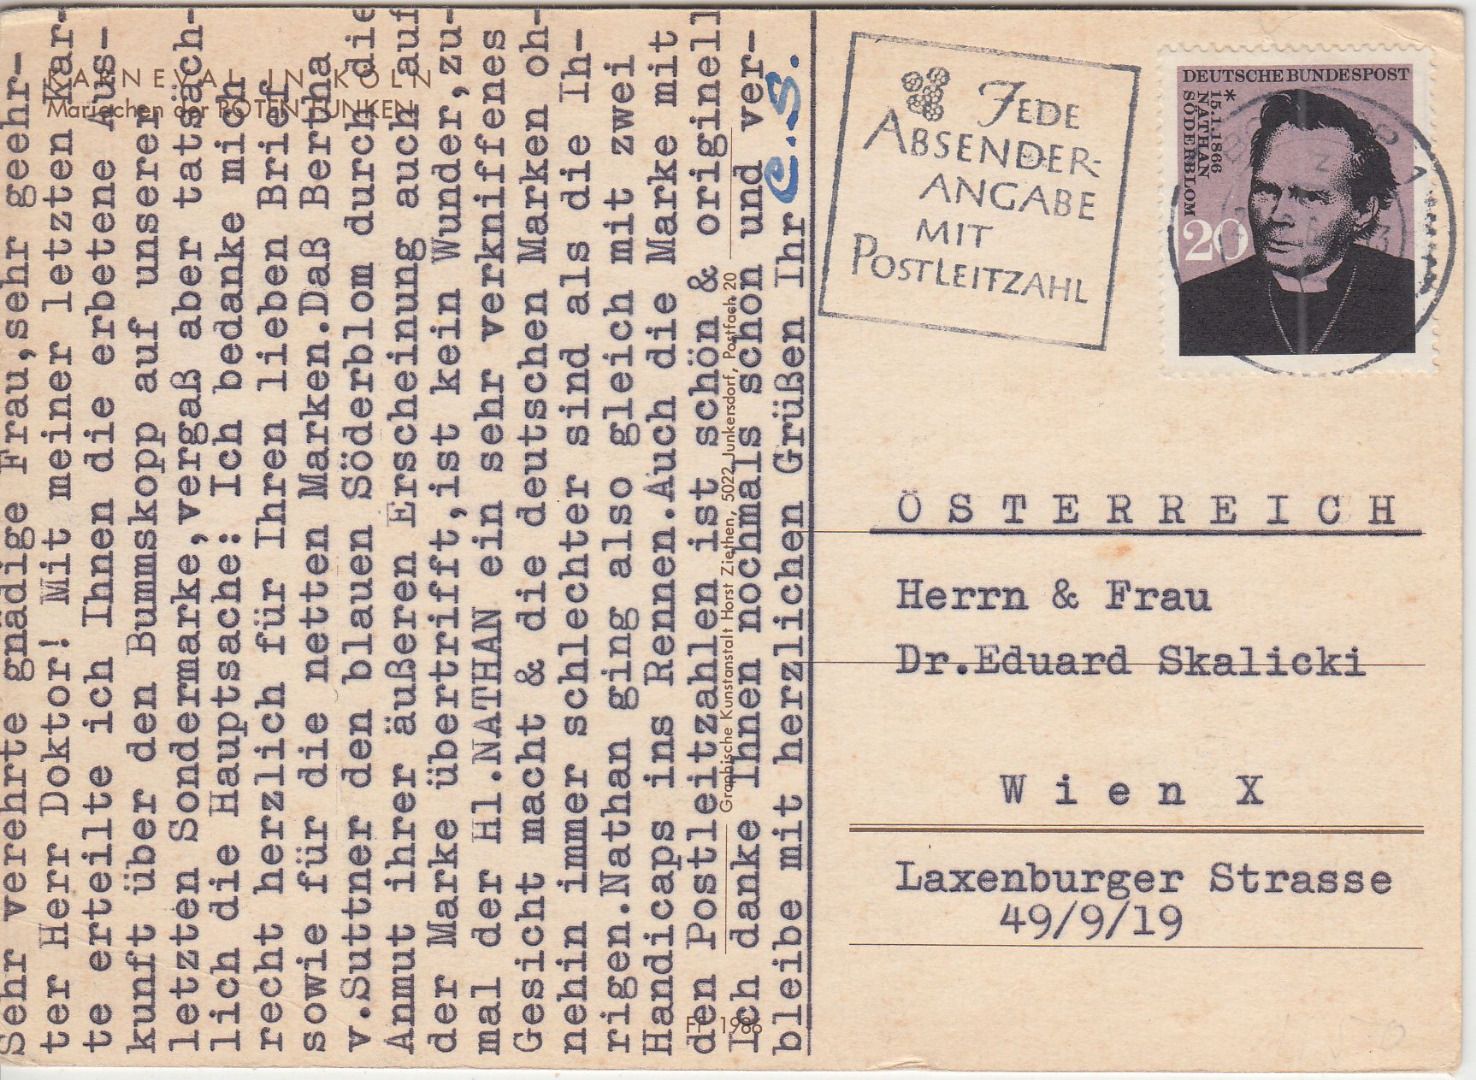 KARNEVAL IN KÖLN
Mariechen der ROTEN FUNKEN
Sehr verehrte gnädige Frau,sehr geehr-
ter Herr Doktor! Mit meiner letzten Kar-
te erteilte ich Ihnen die erbetene Aus-
kunft über den Bummskopp auf unserer
letzten Sondermarke,vergaß aber tatsäch-
lich die Hauptsache: Ich bedanke mich
recht herzlich für Ihren lieben Brief
sowie für die netten Marken.Daß Bertha
v.Suttner den blauen Söderblom durch die
Anmut ihrer äußeren Erscheinung auch auf
der Marke übertrifft,ist kein Wunder,zu-
mal der Hl.NATHAN ein sehr verkniffenes
Gesicht macht & die deutschen Marken oh-
nehin immer schlechter sind als die Ih-
rigen.Nathan ging also gleich mit zwei
Handicaps ins Rennen.Auch die Marke mit
den Postleitzahlen ist schön & originell
Ich danke Ihnen nochmals schön und ver-
bleibe mit herzlichen Grüßen Ihr C.S.
Graphische Kunstanstalt Horst Ziethen, 5022 Junkersdorf, Postfach 20
1986
JEDE
ABSENDER-
ANGABE
MIT
POSTLEITZAHL
DEUTSCHE BUNDESPOST
* 15.1.1866
NATHAN
SÖDERBLOM
20
ÖSTERREICH
Herrn & Frau
Dr.Eduard Skalicki
Wien X
Laxenburger Strasse
49/9/19